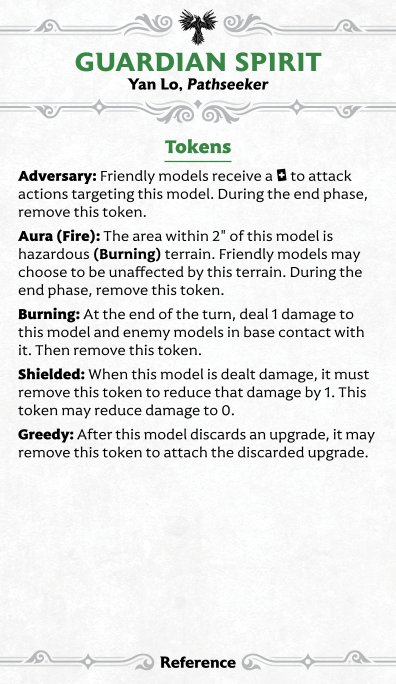 GUARDIAN SPIRIT
Yan Lo, Pathseeker
Tokens
Adversary: Friendly models receive a to attack
actions targeting this model. During the end phase,
remove this token.
Aura (Fire): The area within 2" of this model is
hazardous (Burning) terrain. Friendly models may
choose to be unaffected by this terrain. During the
end phase, remove this token.
Burning: At the end of the turn, deal 1 damage to
this model and enemy models in base contact with
it. Then remove this token.
Shielded: When this model is dealt damage, it must
remove this token to reduce that damage by 1. This
token may reduce damage to 0.
Greedy: After this model discards an upgrade, it may
remove this token to attach the discarded upgrade.
Reference